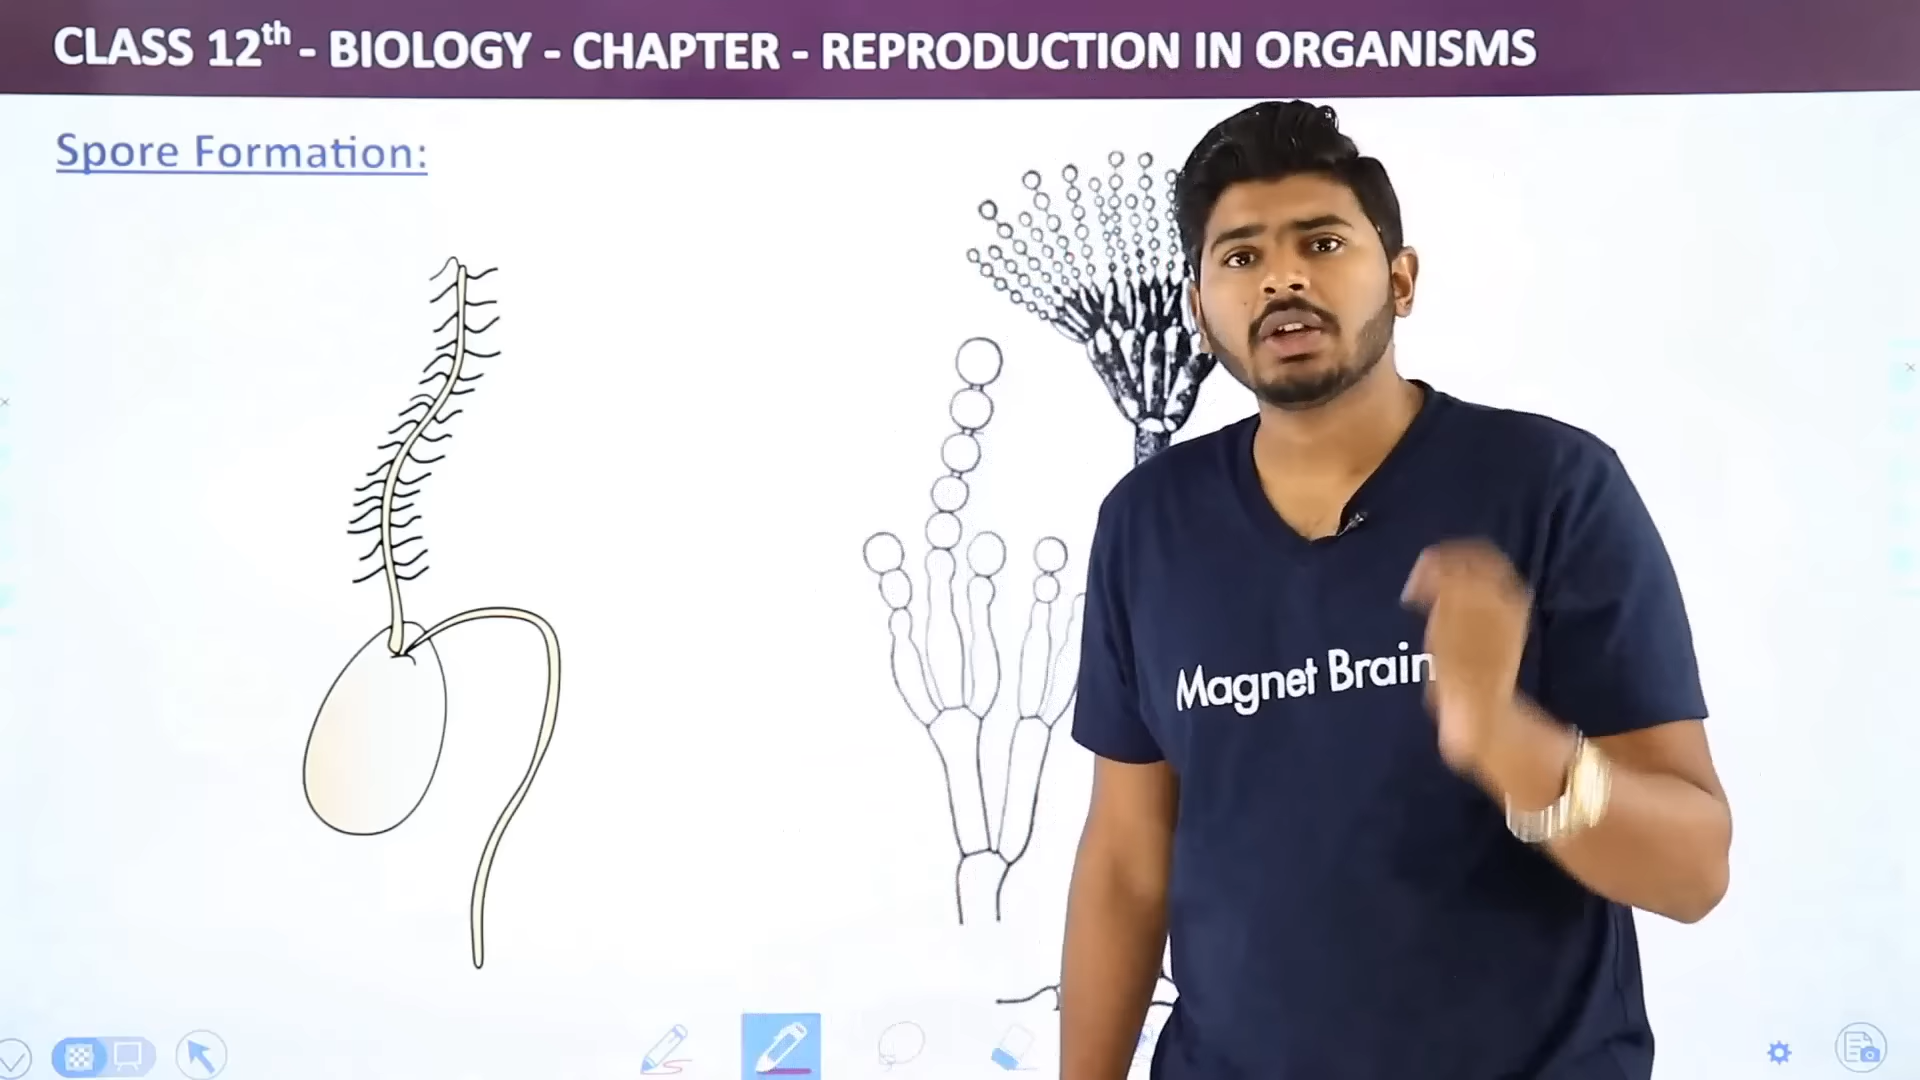 CLASS 12th - BIOLOGY - CHAPTER - REPRODUCTION IN ORGANISMS
Spore Formation:
Magnet Brain